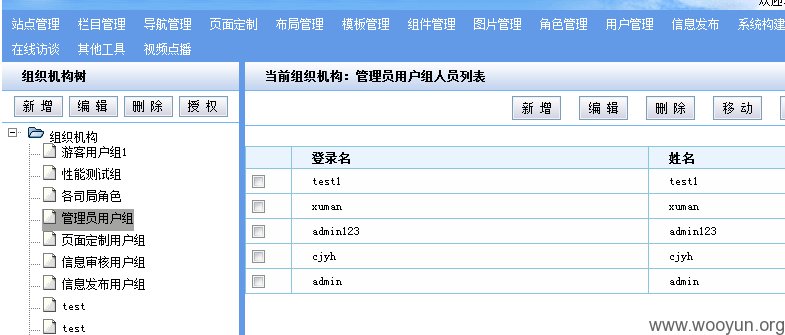 欢迎
站点管理 栏目管理 导航管理 页面定制 布局管理 模板管理 组件管理 图片管理 角色管理 用户管理 信息发布 系统构建
在线访谈 其他工具 视频点播
组织机构树
当前组织机构：管理员用户组人员列表
新 增 编 辑 删 除 授 权
新 增 编 辑 删 除 移 动
组织机构
游客用户组1
性能测试组
各司局角色
管理员用户组
页面定制用户组
信息审核用户组
信息发布用户组
test
test
登录名 姓名
test1 test1
xuman xuman
admin123 admin123
cjyh cjyh
admin admin
www.wooyun.org